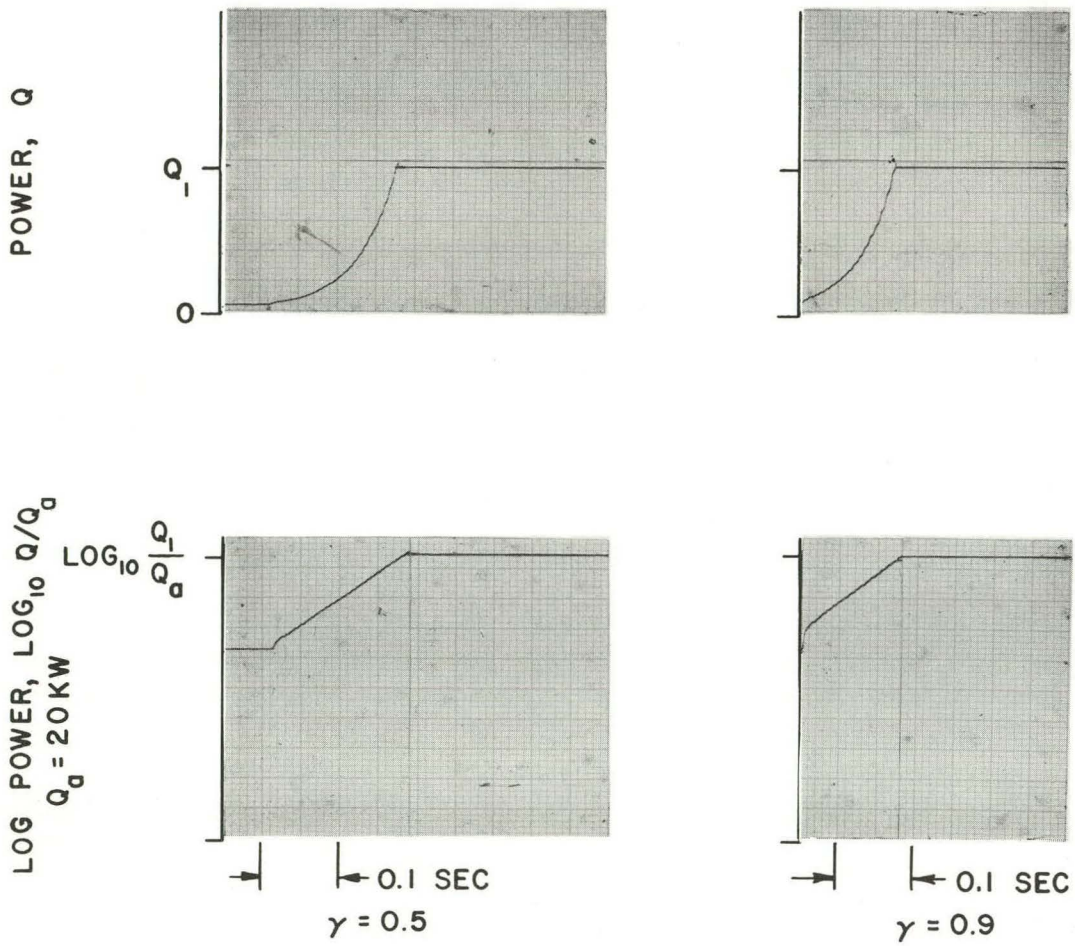 POWER, Q
Q₁
0
LOG POWER, LOG₁₀ Q/Qₐ
Qₐ = 20 KW
LOG₁₀ Q₁/Qₐ
0.1 SEC
0.1 SEC
γ = 0.5
γ = 0.9